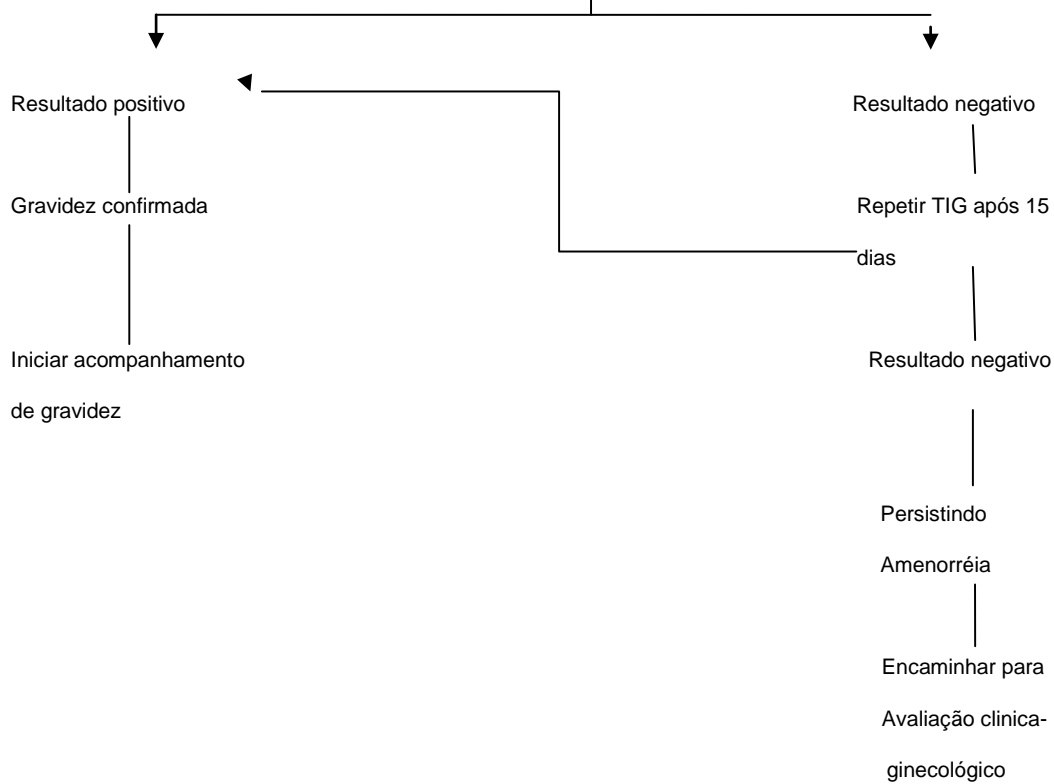 Resultado positivo
Resultado negativo
Gravidez confirmada
Repetir TIG após 15
dias
Iniciar acompanhamento
de gravidez
Resultado negativo
Persistindo
Amenorréia
Encaminhar para
Avaliação clinica-
ginecológico